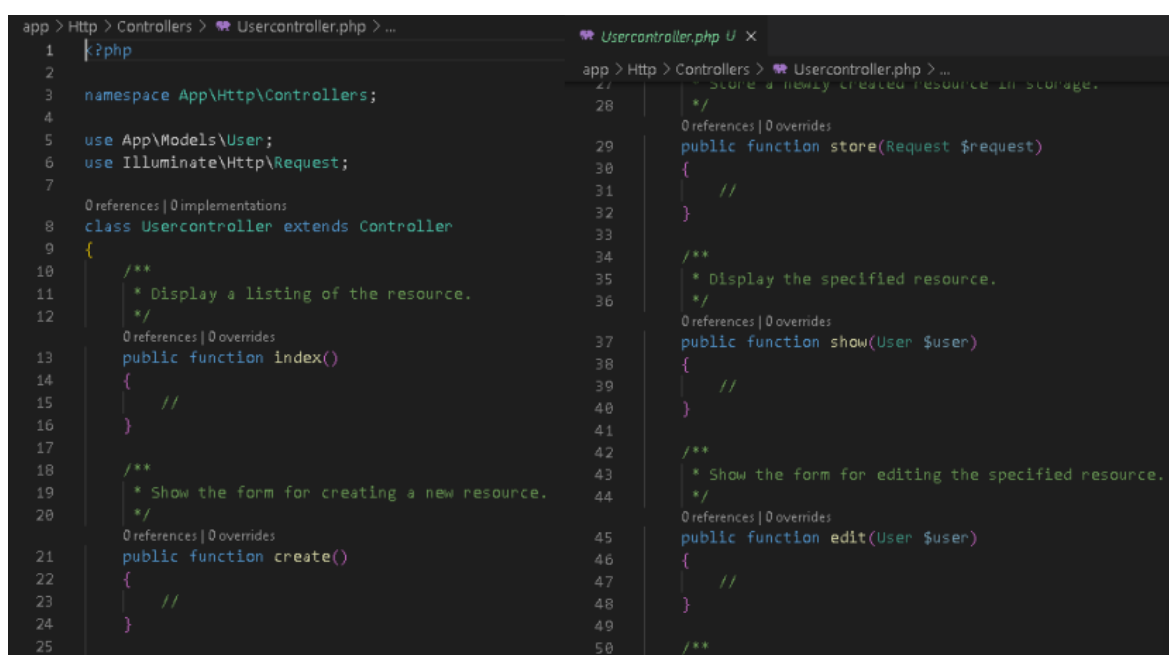 app > Http > Controllers > Usercontroller.php > ...
1 <?php
2
3 namespace App\Http\Controllers;
4
5 use App\Models\User;
6 use Illuminate\Http\Request;
7
0 references | 0 implementations
8 class Usercontroller extends Controller
9 {
10 /**
11 * Display a listing of the resource.
12 */
0 references | 0 overrides
13 public function index()
14 {
15 //
16 }
17
18 /**
19 * Show the form for creating a new resource.
20 */
0 references | 0 overrides
21 public function create()
22 {
23 //
24 }
25
Usercontroller.php U ×
app > Http > Controllers > Usercontroller.php > ...
27 * Store a newly created resource in storage.
28 */
0 references | 0 overrides
29 public function store(Request $request)
30 {
31 //
32 }
33
34 /**
35 * Display the specified resource.
36 */
0 references | 0 overrides
37 public function show(User $user)
38 {
39 //
40 }
41
42 /**
43 * Show the form for editing the specified resource.
44 */
0 references | 0 overrides
45 public function edit(User $user)
46 {
47 //
48 }
49
50 /**